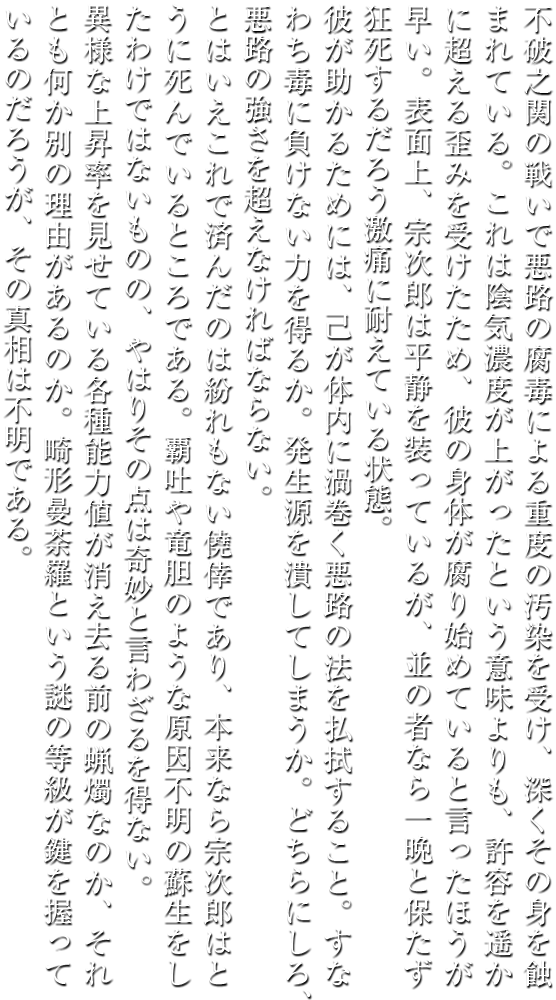 不破之関の戦いで悪路の腐毒による重度の汚染を受け、深くその身を蝕
まれている。これは陰気濃度が上がったという意味よりも、許容を遥か
に超える歪みを受けたため、彼の身体が腐り始めていると言ったほうが
早い。表面上、宗次郎は平静を装っているが、並の者なら一晩と保たず
狂死するだろう激痛に耐えている状態。
彼が助かるためには、己が体内に渦巻く悪路の法を払拭すること。すな
わち毒に負けない力を得るか。発生源を潰してしまうか。どちらにしろ、
悪路の強さを超えなければならない。
とはいえこれで済んだのは紛れもない僥倖であり、本来なら宗次郎はと
うに死んでいるところである。覇吐や竜胆のような原因不明の蘇生をし
たわけではないものの、やはりその点は奇妙と言わざるを得ない。
異様な上昇率を見せている各種能力値が消え去る前の蝋燭なのか、それ
とも何か別の理由があるのか。畸形曼荼羅という謎の等級が鍵を握って
いるのだろうが、その真相は不明である。